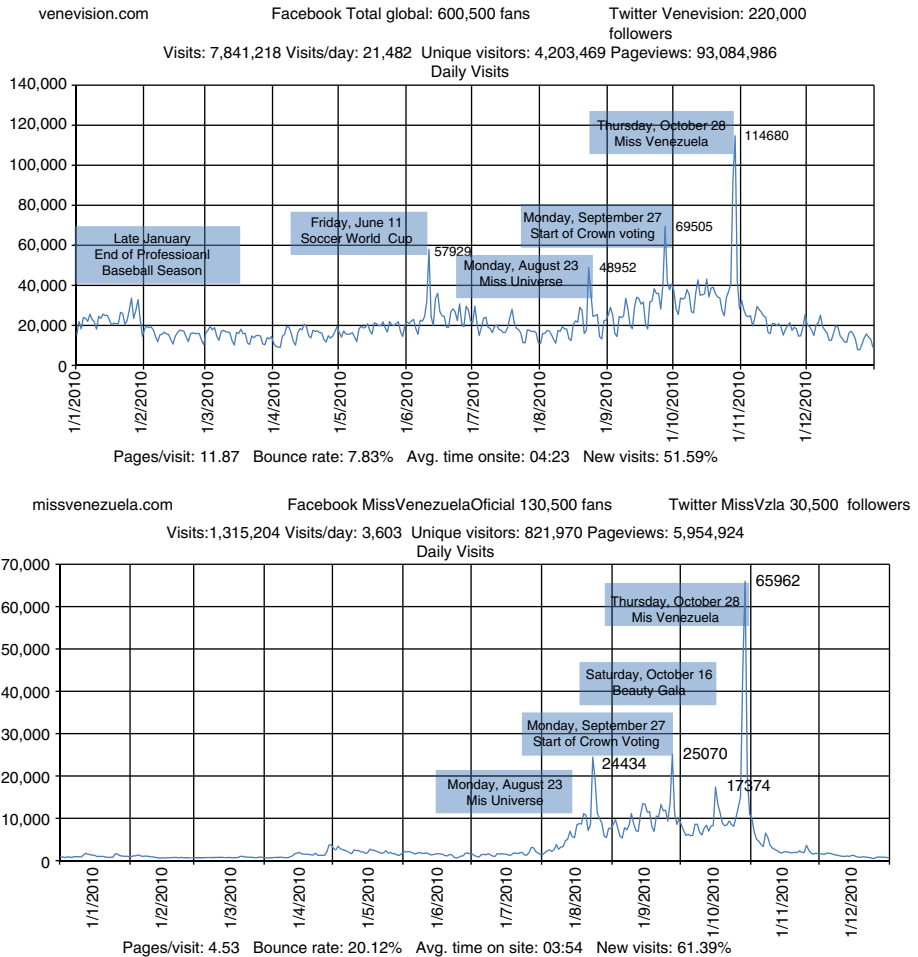 venevision.com Facebook Total global: 600,500 fans Twitter Venevision: 220,000
followers
Visits: 7,841,218 Visits/day: 21,482 Unique visitors: 4,203,469 Pageviews: 93,084,986
Daily Visits
140,000
120,000
100,000
80,000
60,000
40,000
20,000
0
Thursday, October 28
Miss Venezuela
114680
Monday, September 27
Start of Crown voting
69505
Friday, June 11
Soccer World Cup
57929
Late January
End of Professioanl
Baseball Season
Monday, August 23
Miss Universe
48952
1/1/2010
1/2/2010
1/3/2010
1/4/2010
1/5/2010
1/6/2010
1/7/2010
1/8/2010
1/9/2010
1/10/2010
1/11/2010
1/12/2010
Pages/visit: 11.87 Bounce rate: 7.83% Avg. time onsite: 04:23 New visits: 51.59%
missvenezuela.com Facebook MissVenezuelaOficial 130,500 fans Twitter MissVzla 30,500 followers
Visits:1,315,204 Visits/day: 3,603 Unique visitors: 821,970 Pageviews: 5,954,924
Daily Visits
70,000
60,000
50,000
40,000
30,000
20,000
10,000
0
Thursday, October 28
Mis Venezuela
65962
Saturday, October 16
Beauty Gala
Monday, September 27
Start of Crown Voting
25070
24434
Monday, August 23
Mis Universe
17374
1/1/2010
1/2/2010
1/3/2010
1/4/2010
1/5/2010
1/6/2010
1/7/2010
1/8/2010
1/9/2010
1/10/2010
1/11/2010
1/12/2010
Pages/visit: 4.53 Bounce rate: 20.12% Avg. time on site: 03:54 New visits: 61.39%